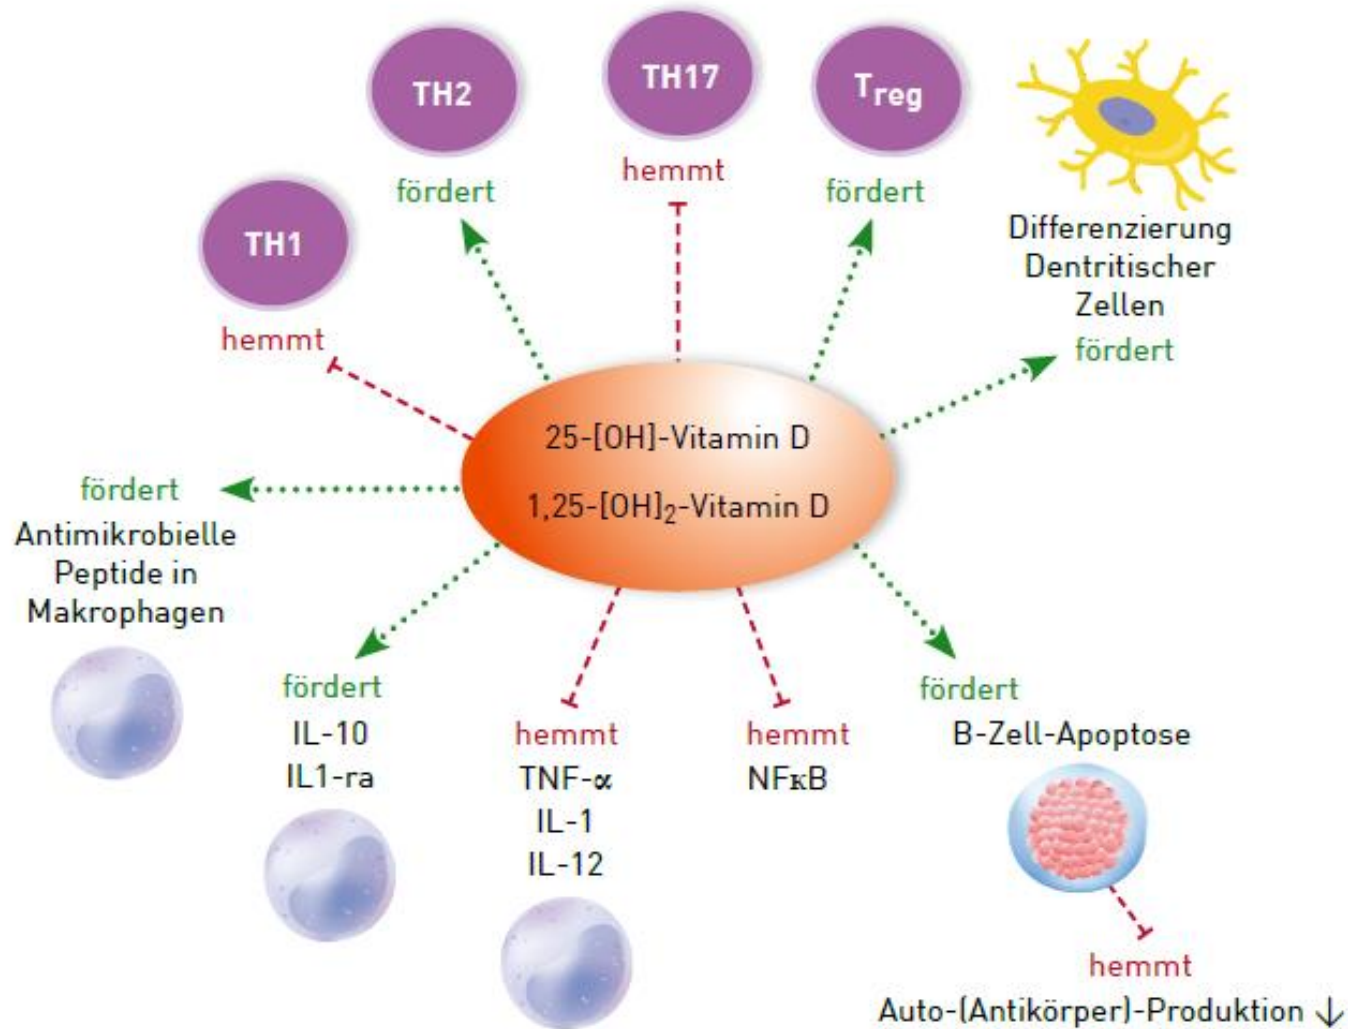 TH2
TH17
Treg
fördert
hemmt
fördert
TH1
hemmt
Differenzierung
Dentritischer
Zellen
fördert
25-[OH]-Vitamin D
1,25-[OH]2-Vitamin D
fördert
Antimikrobielle
Peptide in
Makrophagen
fördert
IL-10
IL1-ra
hemmt
TNF-α
IL-1
IL-12
hemmt
NFκB
fördert
B-Zell-Apoptose
hemmt
Auto-(Antikörper)-Produktion ↓